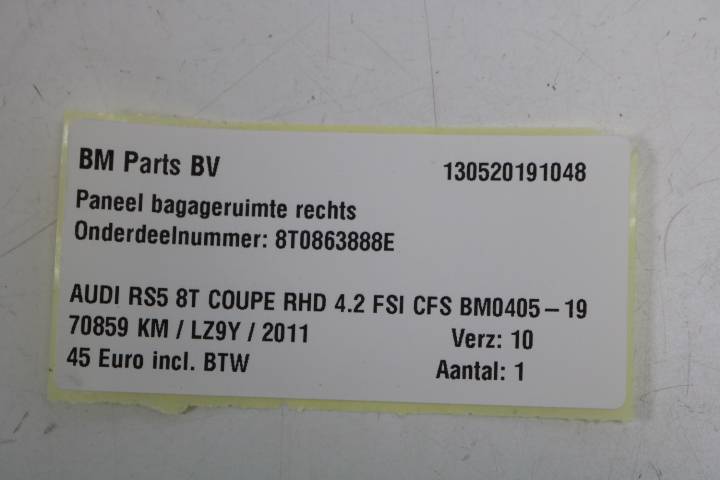 BM Parts BV 130520191048
Paneel bagageruimte rechts
Onderdeelnummer: 8T0863888E
AUDI RS5 8T COUPE RHD 4.2 FSI CFS BM0405-19
70859 KM / LZ9Y / 2011 Verz: 10
45 Euro incl. BTW Aantal: 1